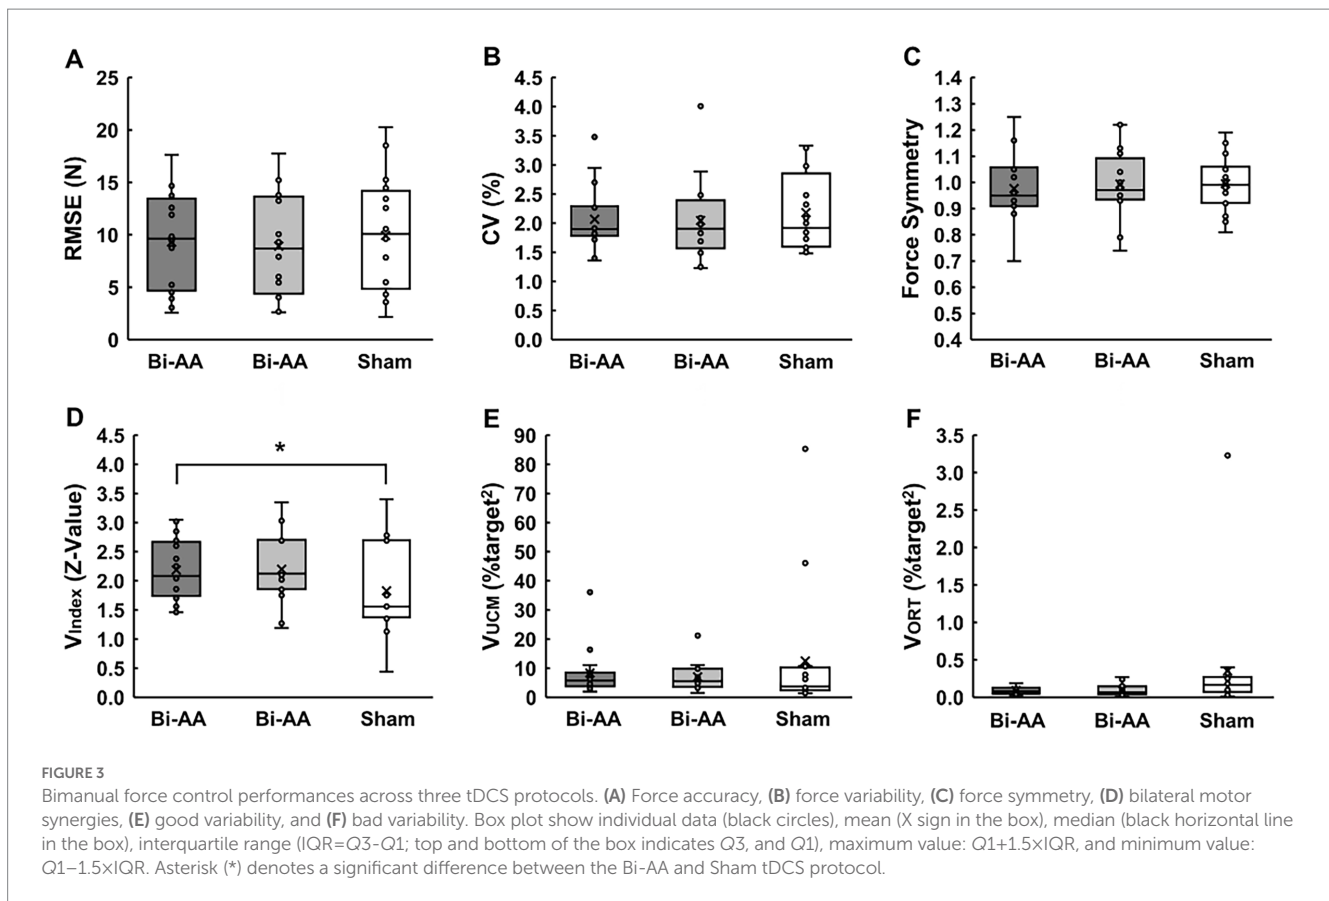 A
RMSE (N)
25
20
15
10
5
0
Bi-AA Bi-AA Sham
B
CV (%)
4.5
4.0
3.5
3.0
2.5
2.0
1.5
1.0
0.5
0.0
Bi-AA Bi-AA Sham
C
Force Symmetry
1.4
1.3
1.2
1.0
1.0
0.9
0.8
0.7
0.6
0.5
0.4
Bi-AA Bi-AA Sham
D
VIndex (Z-Value)
4.5
4.0
3.5
3.0
2.5
2.0
1.5
1.0
0.5
0.0
*
Bi-AA Bi-AA Sham
E
VUCM (%target²)
90
80
70
60
50
40
30
20
10
0
Bi-AA Bi-AA Sham
F
VORT (%target²)
3.5
3.0
2.5
2.0
1.5
1.0
0.5
0.0
Bi-AA Bi-AA Sham
FIGURE 3
Bimanual force control performances across three tDCS protocols. (A) Force accuracy, (B) force variability, (C) force symmetry, (D) bilateral motor
synergies, (E) good variability, and (F) bad variability. Box plot show individual data (black circles), mean (X sign in the box), median (black horizontal line
in the box), interquartile range (IQR=Q3-Q1; top and bottom of the box indicates Q3, and Q1), maximum value: Q1+1.5×IQR, and minimum value:
Q1−1.5×IQR. Asterisk (*) denotes a significant difference between the Bi-AA and Sham tDCS protocol.